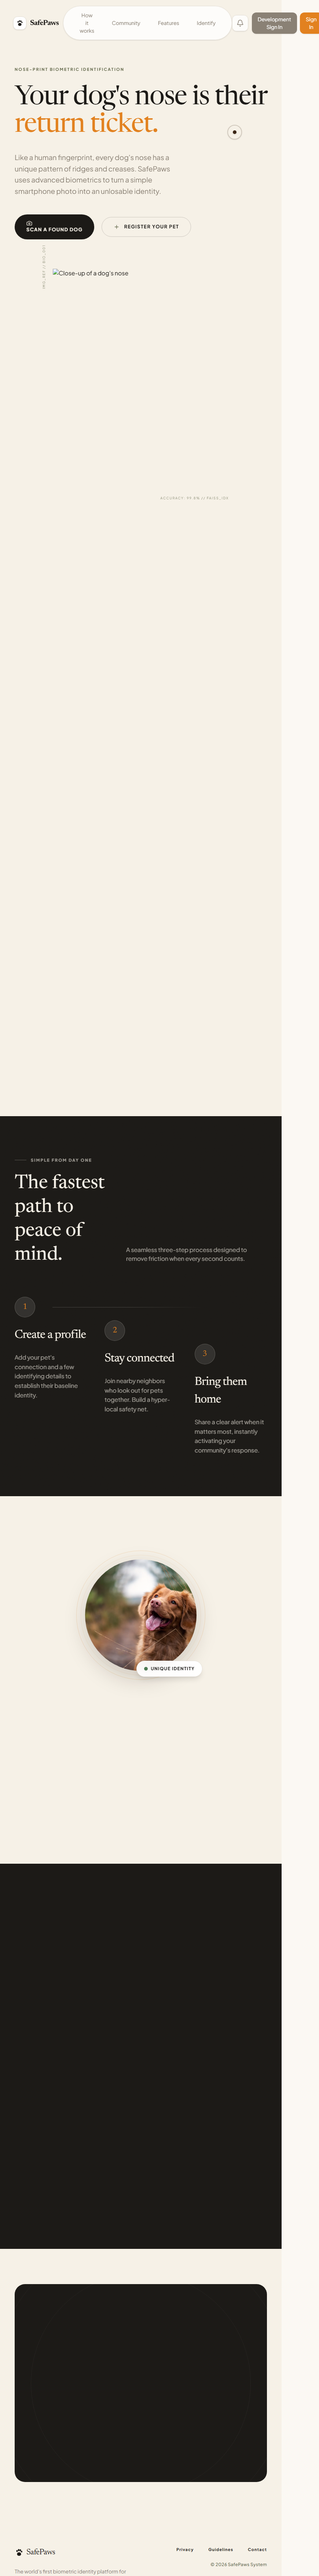 SafePaws
How
it
works
Community
Features
Identify
Development
Sign In
Sign
In
NOSE-PRINT BIOMETRIC IDENTIFICATION
Your dog's nose is their
return ticket.
Like a human fingerprint, every dog's nose has a
unique pattern of ridges and creases. SafePaws
uses advanced biometrics to turn a simple
smartphone photo into an unlosable identity.
SCAN A FOUND DOG
REGISTER YOUR PET
Close-up of a dog's nose
SIMPLE FROM DAY ONE
The fastest
path to
peace of
mind.
A seamless three-step process designed to
remove friction when every second counts.
1
Create a profile
Add your pet's
connection and a few
identifying details to
establish their baseline
identity.
2
Stay connected
Join nearby neighbors
who look out for pets
together. Build a hyper-
local safety net.
3
Bring them
home
Share a clear alert when it
matters most, instantly
activating your
community's response.
UNIQUE IDENTITY
SafePaws
The world's first biometric identity platform for
Privacy
Guidelines
Contact
© 2024 SafePaws System